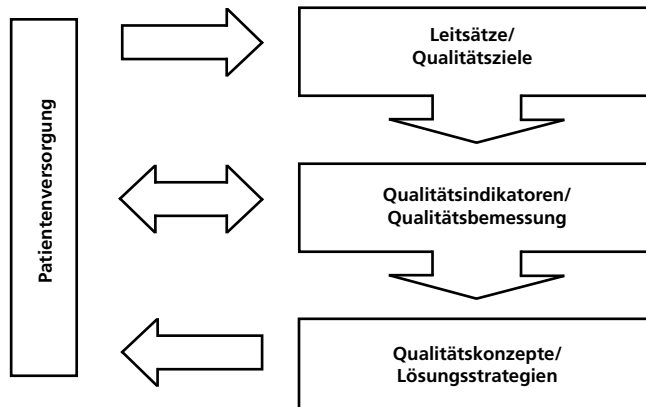 Patientenversorgung
Leitsätze/
Qualitätsziele
Qualitätsindikatoren/
Qualitätsbemessung
Qualitätskonzepte/
Lösungsstrategien